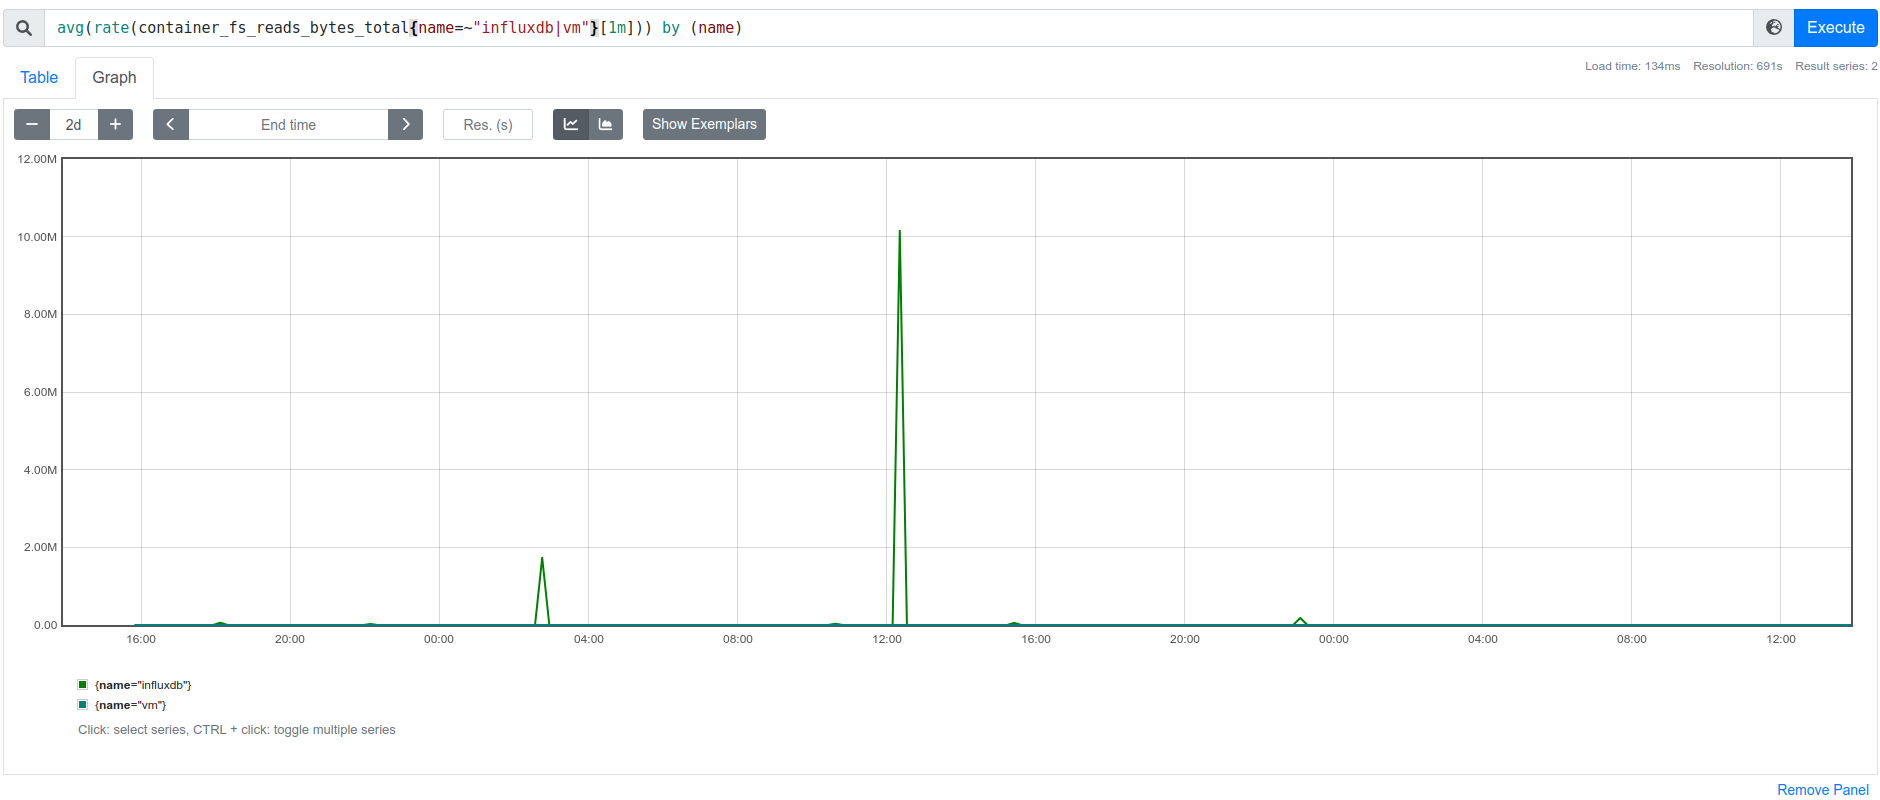 avg(rate(container_fs_reads_bytes_total{name=~"influxdb|vm"}[1m])) by (name)
Execute
Table
Graph
Load time: 134ms Resolution: 691s Result series: 2
2d
End time
Res. (s)
Show Exemplars
12.00M
10.00M
8.00M
6.00M
4.00M
2.00M
0.00
16:00 20:00 00:00 04:00 08:00 12:00 16:00 20:00 00:00 04:00 08:00 12:00
{name="influxdb"}
{name="vm"}
Click: select series, CTRL + click: toggle multiple series
Remove Panel